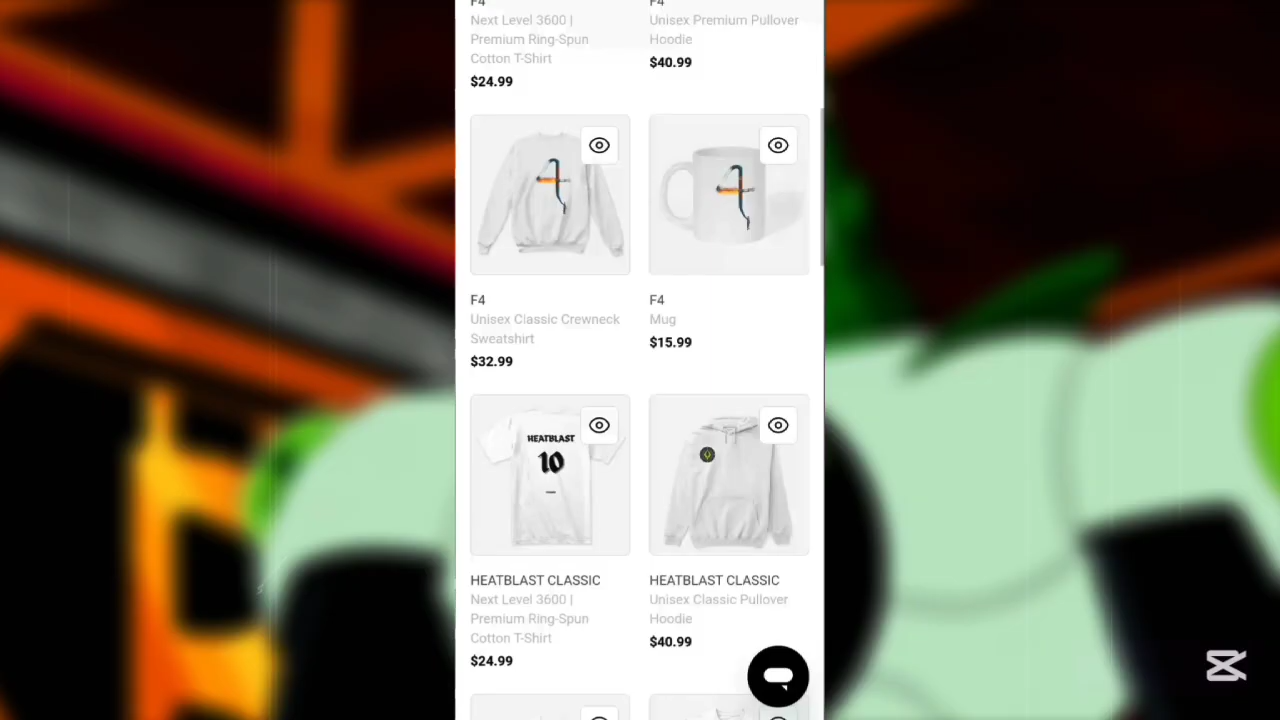 F4
Next Level 3600 |
Premium Ring-Spun
Cotton T-Shirt
$24.99
F4
Unisex Premium Pullover
Hoodie
$40.99
4
F4
Unisex Classic Crewneck
Sweatshirt
$32.99
4
F4
Mug
$15.99
HEATBLAST
10
HEATBLAST CLASSIC
Next Level 3600 |
Premium Ring-Spun
Cotton T-Shirt
$24.99
HEATBLAST CLASSIC
Unisex Classic Pullover
Hoodie
$40.99